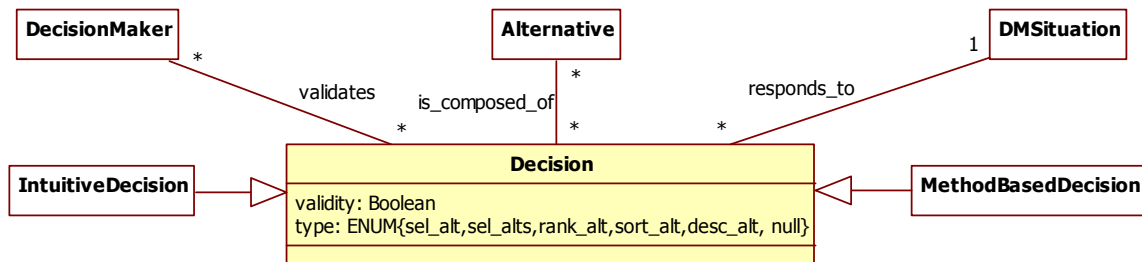 DecisionMaker
Alternative
DMSituation
*
*
1
validates
is_composed_of
responds_to
*
*
*
Decision
IntuitiveDecision
MethodBasedDecision
validity: Boolean
type: ENUM{sel_alt,sel_alts,rank_alt,sort_alt,desc_alt, null}